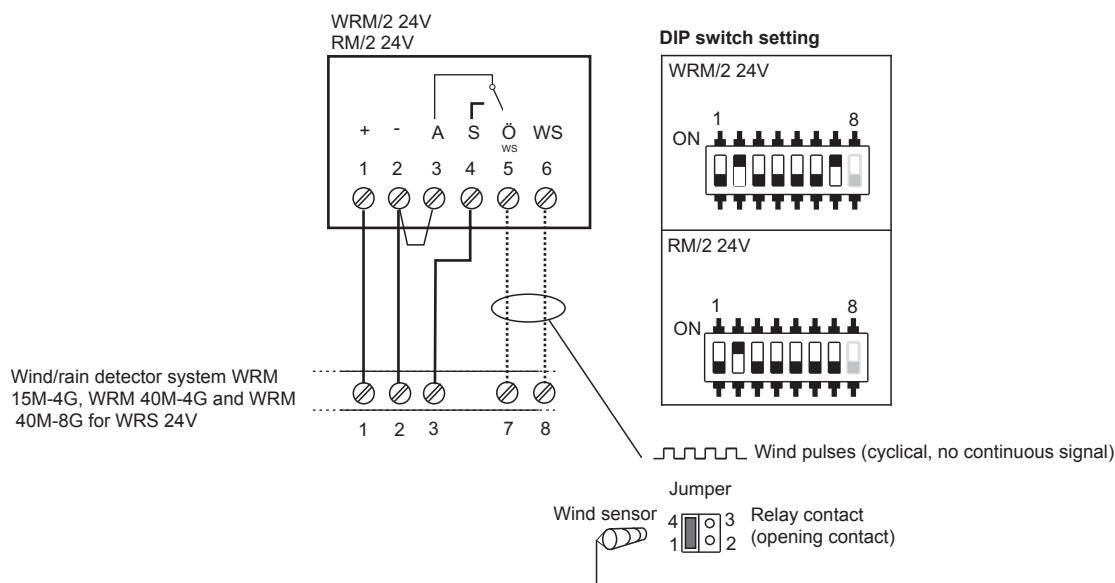 WRM/2 24V
RM/2 24V
+ - A S Ö WS
WS
1 2 3 4 5 6
DIP switch setting
WRM/2 24V
1 8
ON
RM/2 24V
1 8
ON
Wind/rain detector system WRM
15M-4G, WRM 40M-4G and WRM
40M-8G for WRS 24V
1 2 3 7 8
Wind pulses (cyclical, no continuous signal)
Jumper
Wind sensor
4 3
1 2
Relay contact
(opening contact)